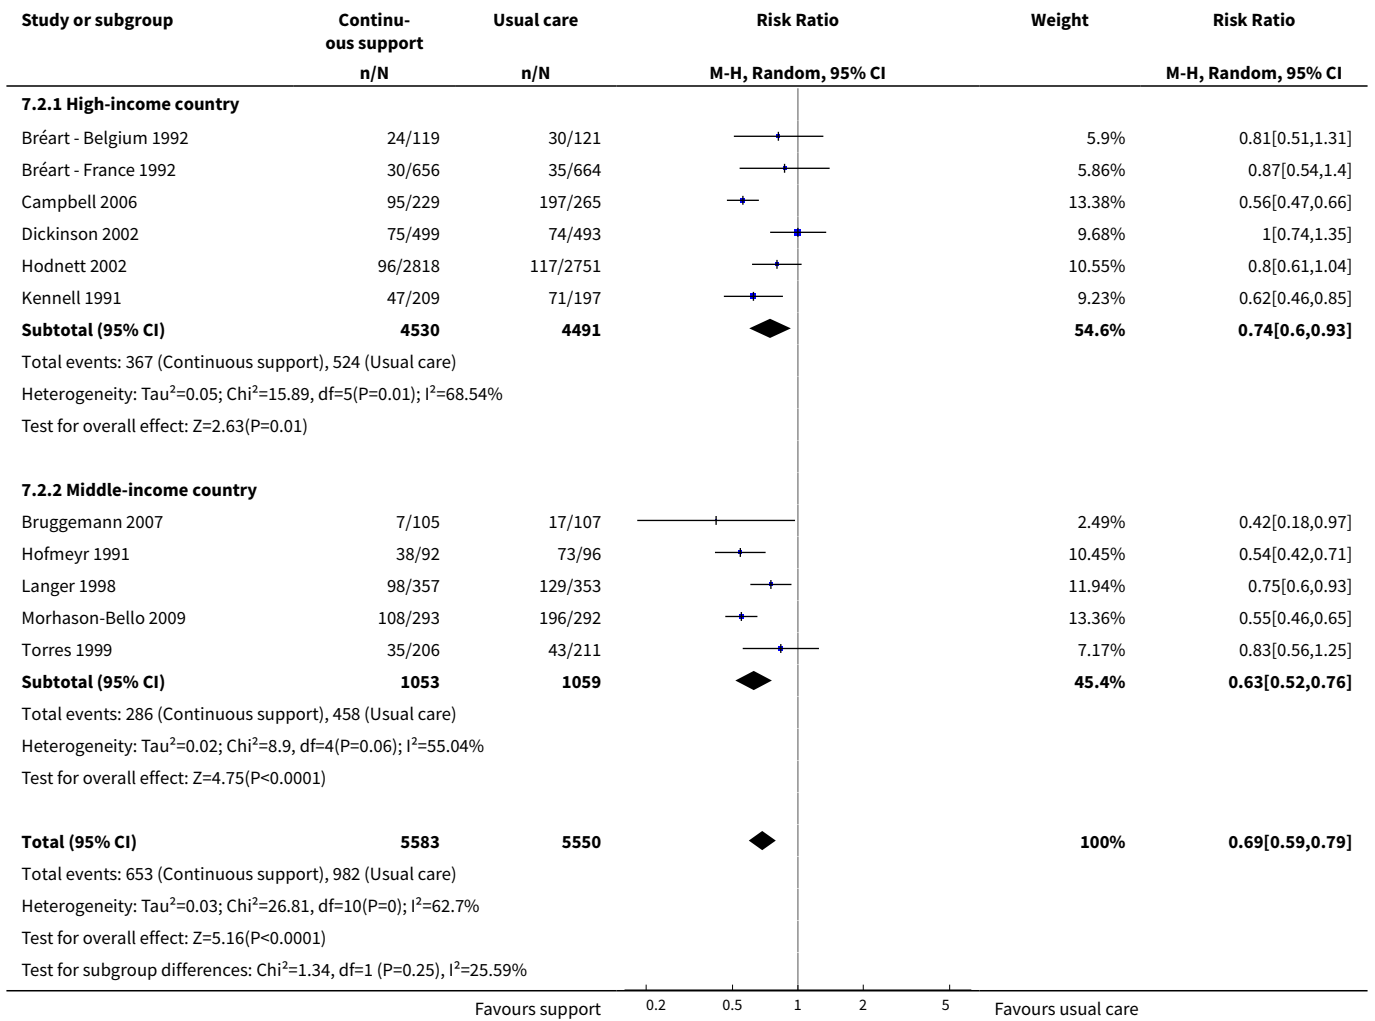 Study or subgroup Continu- Usual care Risk Ratio Weight Risk Ratio
ous support
n/N n/N M-H, Random, 95% CI M-H, Random, 95% CI
7.2.1 High-income country
Bréart - Belgium 1992 24/119 30/121 5.9% 0.81[0.51,1.31]
Bréart - France 1992 30/656 35/664 5.86% 0.87[0.54,1.4]
Campbell 2006 95/229 197/265 13.38% 0.56[0.47,0.66]
Dickinson 2002 75/499 74/493 9.68% 1[0.74,1.35]
Hodnett 2002 96/2818 117/2751 10.55% 0.8[0.61,1.04]
Kennell 1991 47/209 71/197 9.23% 0.62[0.46,0.85]
Subtotal (95% CI) 4530 4491 54.6% 0.74[0.6,0.93]
Total events: 367 (Continuous support), 524 (Usual care)
Heterogeneity: Tau²=0.05; Chi²=15.89, df=5(P=0.01); I²=68.54%
Test for overall effect: Z=2.63(P=0.01)
7.2.2 Middle-income country
Bruggemann 2007 7/105 17/107 2.49% 0.42[0.18,0.97]
Hofmeyr 1991 38/92 73/96 10.45% 0.54[0.42,0.71]
Langer 1998 98/357 129/353 11.94% 0.75[0.6,0.93]
Morhason-Bello 2009 108/293 196/292 13.36% 0.55[0.46,0.65]
Torres 1999 35/206 43/211 7.17% 0.83[0.56,1.25]
Subtotal (95% CI) 1053 1059 45.4% 0.63[0.52,0.76]
Total events: 286 (Continuous support), 458 (Usual care)
Heterogeneity: Tau²=0.02; Chi²=8.9, df=4(P=0.06); I²=55.04%
Test for overall effect: Z=4.75(P<0.0001)
Total (95% CI) 5583 5550 100% 0.69[0.59,0.79]
Total events: 653 (Continuous support), 982 (Usual care)
Heterogeneity: Tau²=0.03; Chi²=26.81, df=10(P=0); I²=62.7%
Test for overall effect: Z=5.16(P<0.0001)
Test for subgroup differences: Chi²=1.34, df=1 (P=0.25), I²=25.59%
Favours support 0.2 0.5 1 2 5 Favours usual care